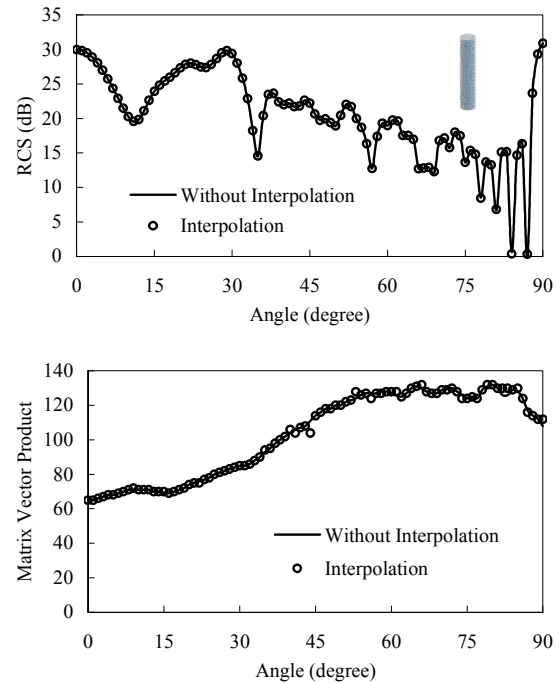 35
30
25
20
15
10
5
0
RCS (dB)
Without Interpolation
Interpolation
0 15 30 45 60 75 90
Angle (degree)
140
120
100
80
60
40
20
0
Matrix Vector Product
Without Interpolation
Interpolation
0 15 30 45 60 75 90
Angle (degree)